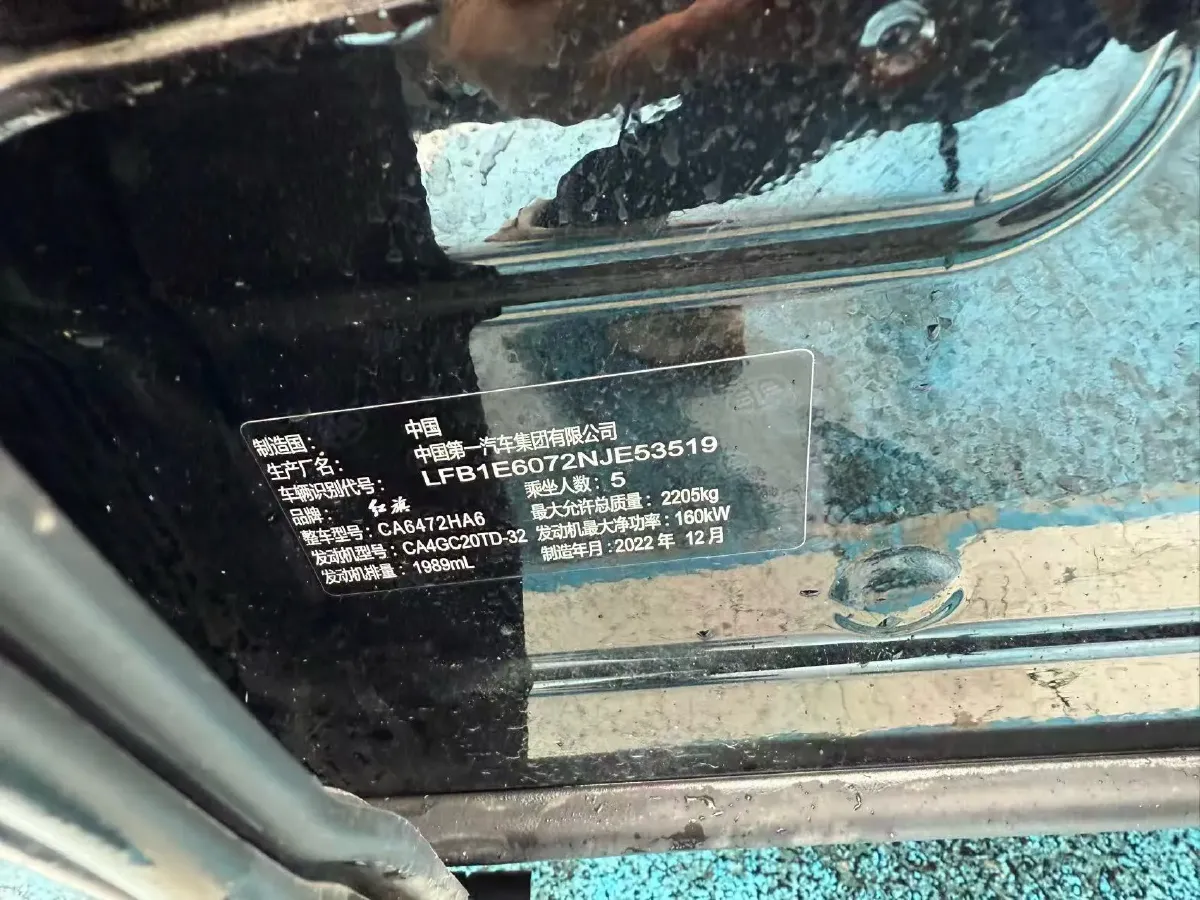 制造国： 中国
生产厂名： 中国第一汽车集团有限公司
车辆识别代号： LFB1E6072NJE53519
品牌： 红旗 乘坐人数：5
整车型号：CA6472HA6 最大允许总质量：2205kg
发动机型号：CA4GC20TD-32 发动机最大净功率：160kW
发动机排量：1989mL 制造年月：2022 年 12 月